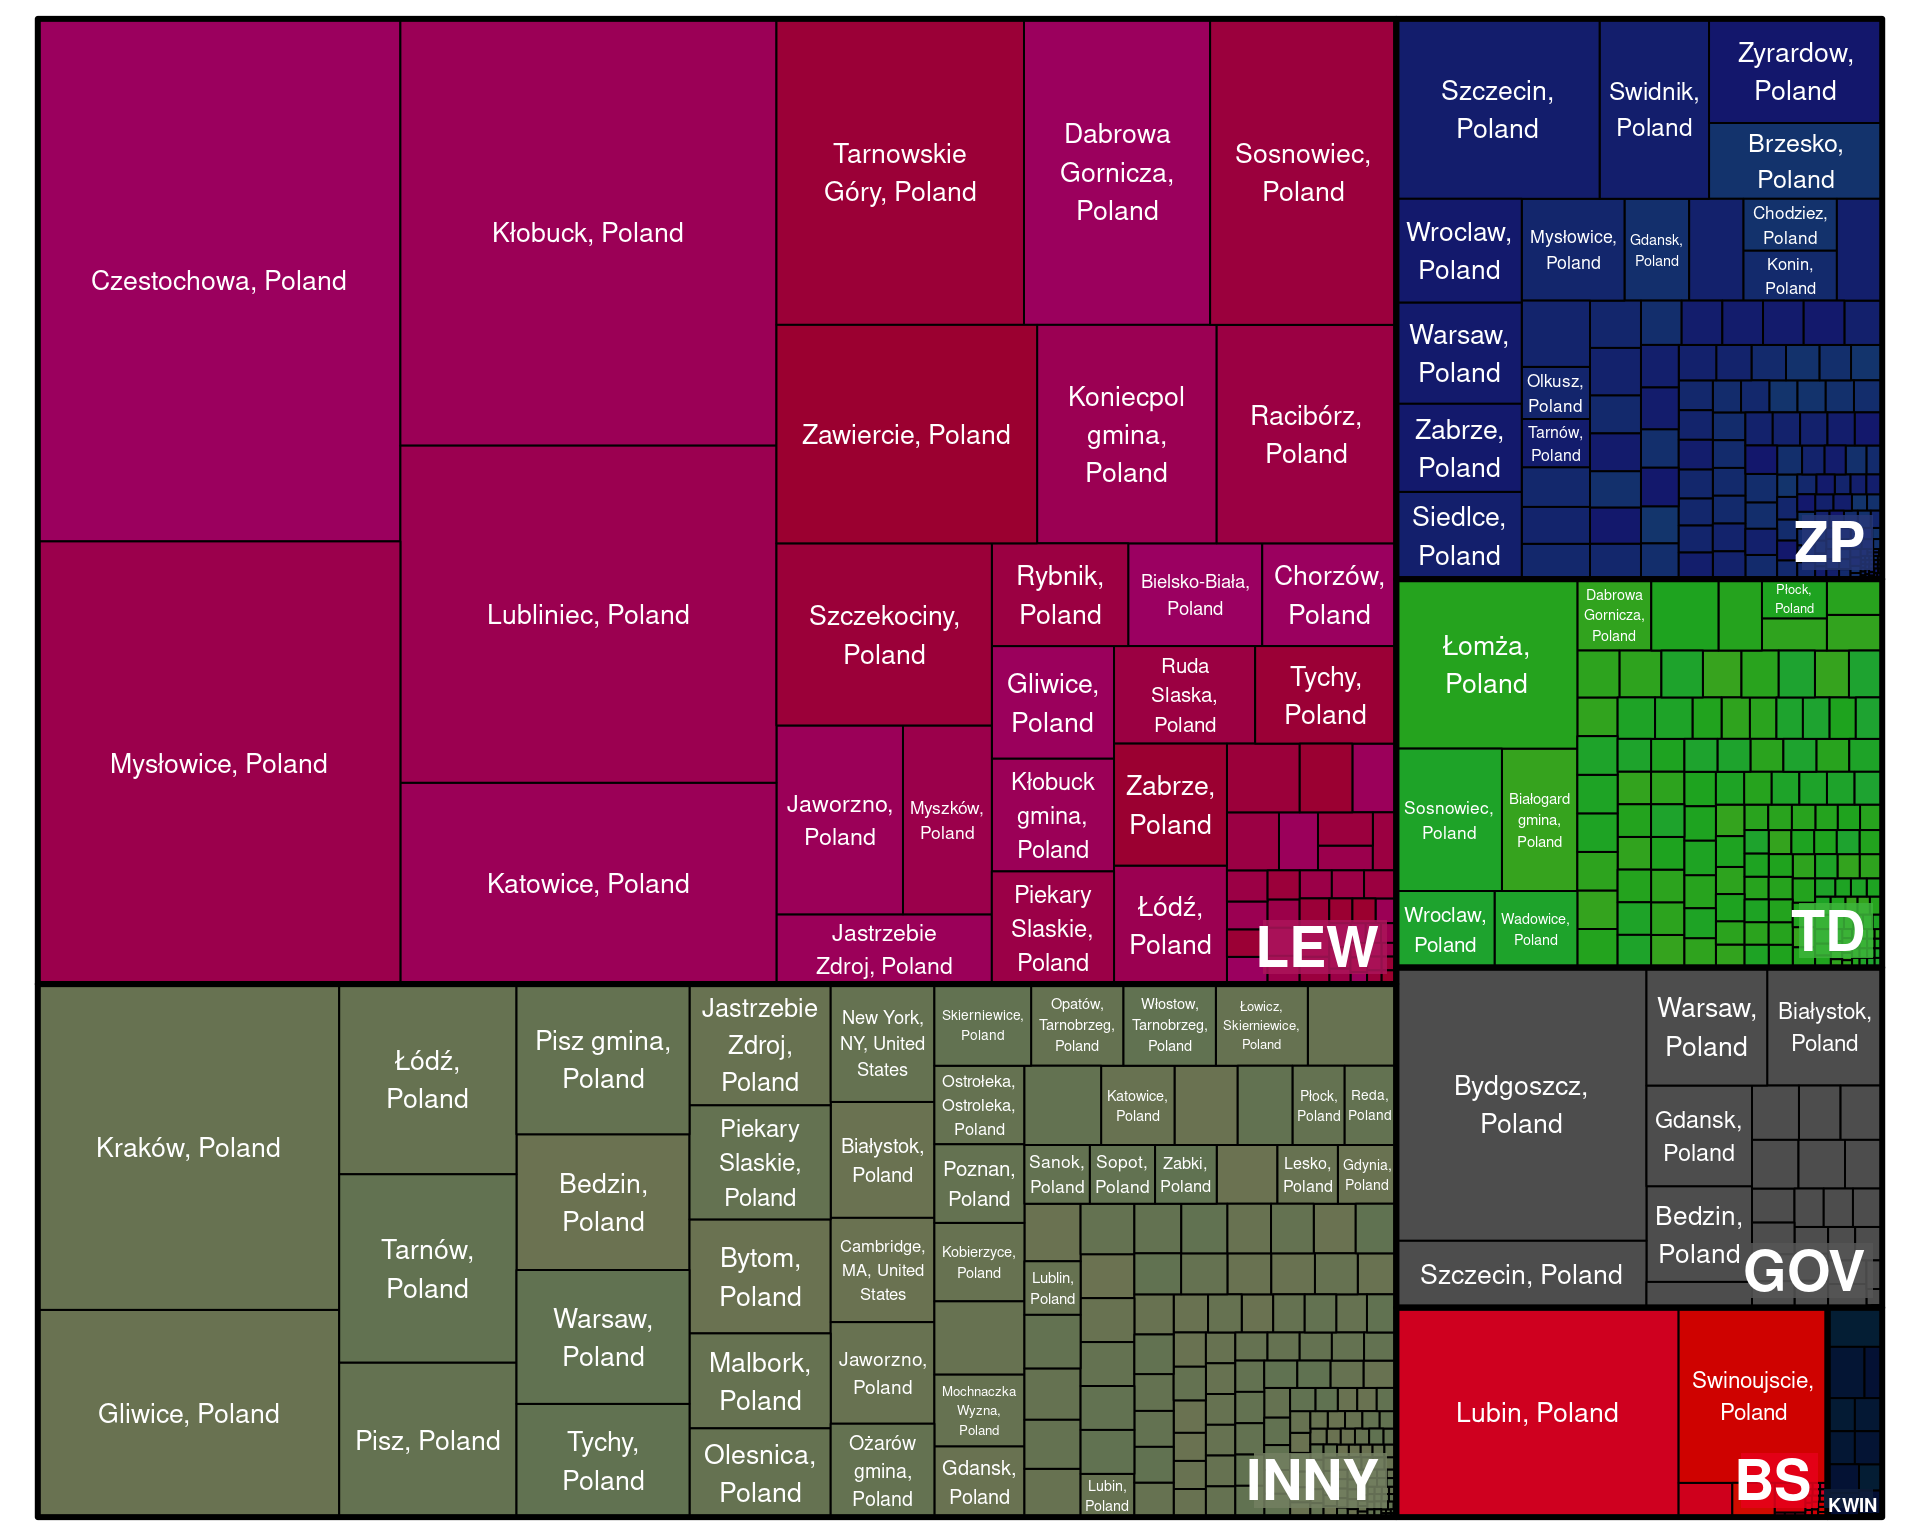 Czestochowa, Poland
Mysłowice, Poland
Kłobuck, Poland
Lubliniec, Poland
Katowice, Poland
Tarnowskie
Góry, Poland
Dabrowa
Gornicza,
Poland
Sosnowiec,
Poland
Zawiercie, Poland
Koniecpol
gmina,
Poland
Racibórz,
Poland
Szczekociny,
Poland
Jaworzno,
Poland
Myszków,
Poland
Jastrzebie
Zdroj, Poland
Rybnik,
Poland
Bielsko-Biała,
Poland
Chorzów,
Poland
Gliwice,
Poland
Kłobuck
gmina,
Poland
Piekary
Slaskie,
Poland
Ruda
Slaska,
Poland
Tychy,
Poland
Zabrze,
Poland
Łódź,
Poland
LEW
Szczecin,
Poland
Swidnik,
Poland
Zyrardow,
Poland
Brzesko,
Poland
Wroclaw,
Poland
Mysłowice,
Poland
Gdansk,
Poland
Chodziez,
Poland
Konin,
Poland
Warsaw,
Poland
Zabrze,
Poland
Siedlce,
Poland
Olkusz,
Poland
Tarnów,
Poland
ZP
Łomża,
Poland
Dabrowa
Gornicza,
Poland
Płock,
Poland
Sosnowiec,
Poland
Białogard
gmina,
Poland
Wroclaw,
Poland
Wadowice,
Poland
TD
Kraków, Poland
Gliwice, Poland
Łódź,
Poland
Tarnów,
Poland
Pisz, Poland
Pisz gmina,
Poland
Bedzin,
Poland
Warsaw,
Poland
Tychy,
Poland
Jastrzebie
Zdroj,
Poland
Piekary
Slaskie,
Poland
Bytom,
Poland
Malbork,
Poland
Olesnica,
Poland
New York,
NY, United
States
Białystok,
Poland
Cambridge,
MA, United
States
Jaworzno,
Poland
Ożarów
gmina,
Poland
Skierniewice,
Poland
Opatów,
Tarnobrzeg,
Poland
Włostow,
Tarnobrzeg,
Poland
Łowicz,
Skierniewice,
Poland
Ostrołeka,
Ostroleka,
Poland
Katowice,
Poland
Płock,
Poland
Reda,
Poland
Poznan,
Poland
Sanok,
Poland
Sopot,
Poland
Zabki,
Poland
Lesko,
Poland
Gdynia,
Poland
Kobierzyce,
Poland
Lublin,
Poland
Mochnaczka
Wyzna,
Poland
Gdansk,
Poland
Lubin,
Poland
INNY
Bydgoszcz,
Poland
Szczecin, Poland
Warsaw,
Poland
Białystok,
Poland
Gdansk,
Poland
Bedzin,
Poland
GOV
Lubin, Poland
Swinoujscie,
Poland
BS
KWIN